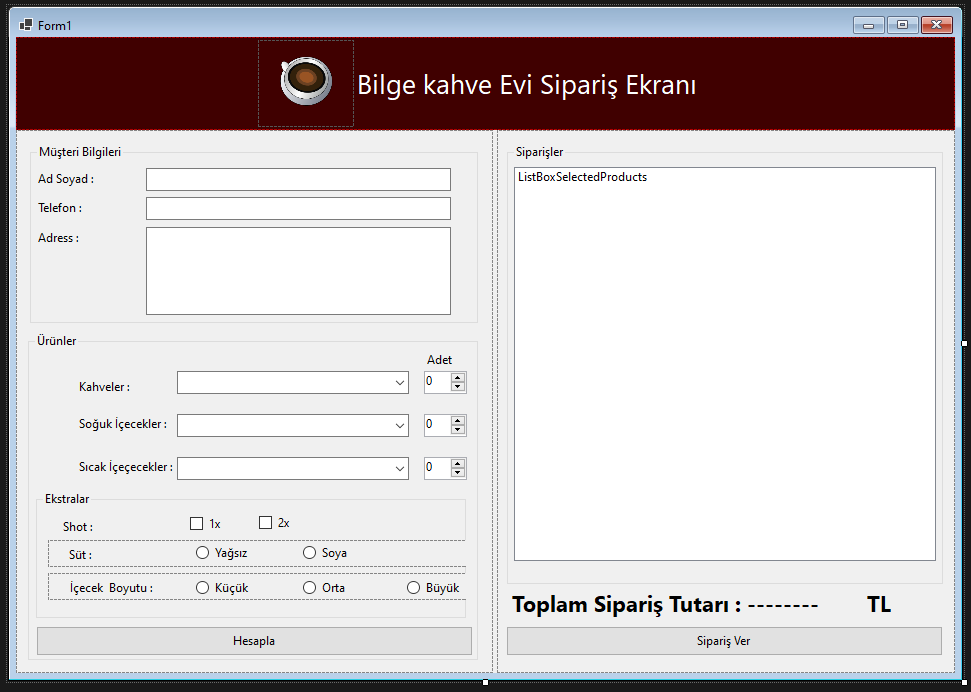 Form1
Bilge kahve Evi Sipariş Ekranı
Müşteri Bilgileri
Ad Soyad :
Telefon :
Adress :
Ürünler
Adet
Kahveler :
0
Soğuk İçecekler :
0
Sıcak İçeçecekler :
0
Ekstralar
Shot :
1x
2x
Süt :
Yağsız
Soya
İçecek Boyutu :
Küçük
Orta
Büyük
Hesapla
Siparişler
ListBoxSelectedProducts
Toplam Sipariş Tutarı : -------- TL
Sipariş Ver